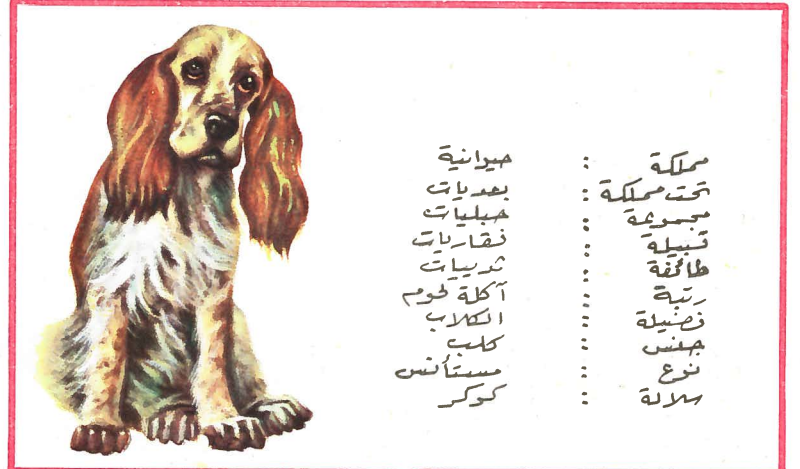 مملكة : حيوانية
تحت مملكة : بعديات
مجموعة : حبليات
قبيلة : فقاريات
طائفة : ثدييات
رتبة : آكلة لحوم
فصيلة : الكلاب
جنس : كلب
نوع : مستأنس
سلالة : كوكر